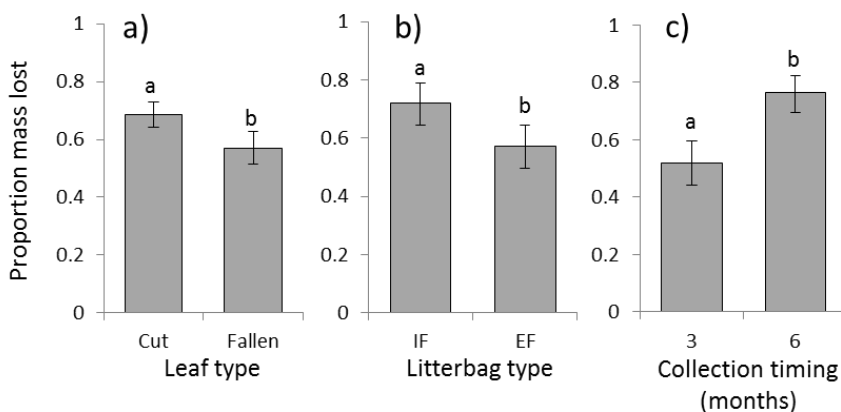 a)
b)
c)
Proportion mass lost
1
0.8
0.6
0.4
0.2
0
a
b
Cut
Fallen
Leaf type
1
0.8
0.6
0.4
0.2
0
a
b
IF
EF
Litterbag type
1
0.8
0.6
0.4
0.2
0
a
b
3
6
Collection timing
(months)